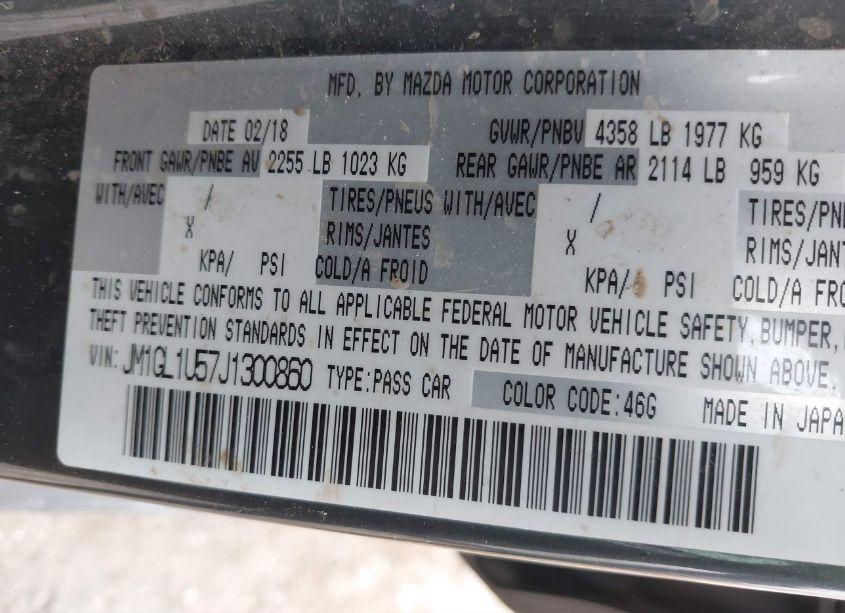 MFD. BY MAZDA MOTOR CORPORATION
DATE 02/18 GVWR/PNBV 4358 LB 1977 KG
FRONT GAWR/PNBE AV 2255 LB 1023 KG REAR GAWR/PNBE AR 2114 LB 959 KG
WITH/AVEC / TIRES/PNEUS WITH/AVEC / TIRES/PNE
X RIMS/JANTES X RIMS/JANTES
KPA/ PSI COLD/A FROID KPA/ PSI COLD/A FRO
THIS VEHICLE CONFORMS TO ALL APPLICABLE FEDERAL MOTOR VEHICLE SAFETY, BUMPER,
THEFT PREVENTION STANDARDS IN EFFECT ON THE DATE OF MANUFACTURE SHOWN ABOVE.
VIN: JM1GL1U57J1300860 TYPE:PASS CAR COLOR CODE:46G MADE IN JAPA